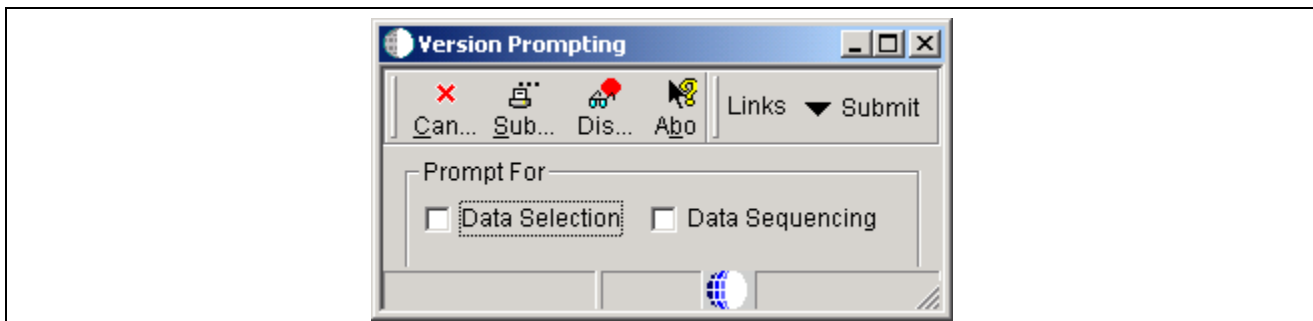 Version Prompting
Can... Sub... Dis... Abo Links Submit
Prompt For
Data Selection Data Sequencing